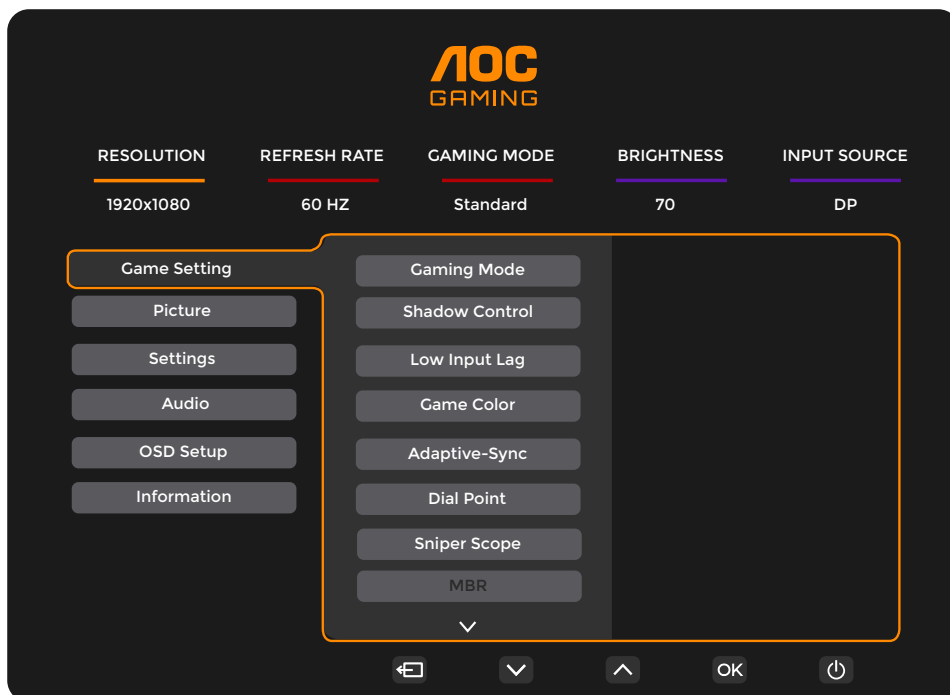 AOC
GAMING
RESOLUTION REFRESH RATE GAMING MODE BRIGHTNESS INPUT SOURCE
1920x1080 60 HZ Standard 70 DP
Game Setting
Picture
Settings
Audio
OSD Setup
Information
Gaming Mode
Shadow Control
Low Input Lag
Game Color
Adaptive-Sync
Dial Point
Sniper Scope
MBR
OK